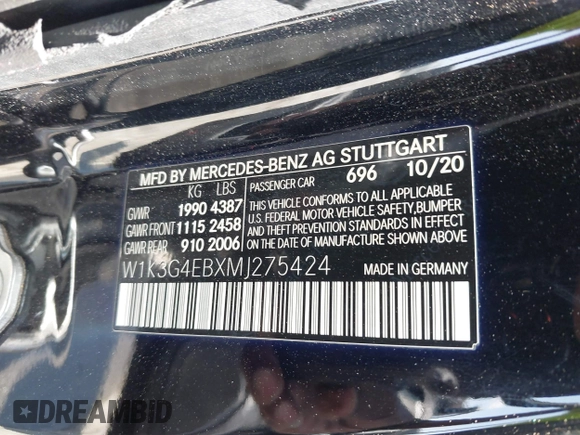 MFD BY MERCEDES-BENZ AG STUTTGART
KG LBS PASSENGER CAR 696 10/20
GVWR 1990 4387
GAWR FRONT 1115 2458
GAWR REAR 910 2006
THIS VEHICLE CONFORMS TO ALL APPLICABLE
U.S. FEDERAL MOTOR VEHICLE SAFETY, BUMPER
AND THEFT PREVENTION STANDARDS IN EFFECT
ON THE DATE OF MANUFACTURE SHOWN ABOVE.
W1K3G4EBXMJ275424 MADE IN GERMANY
DREAMBID